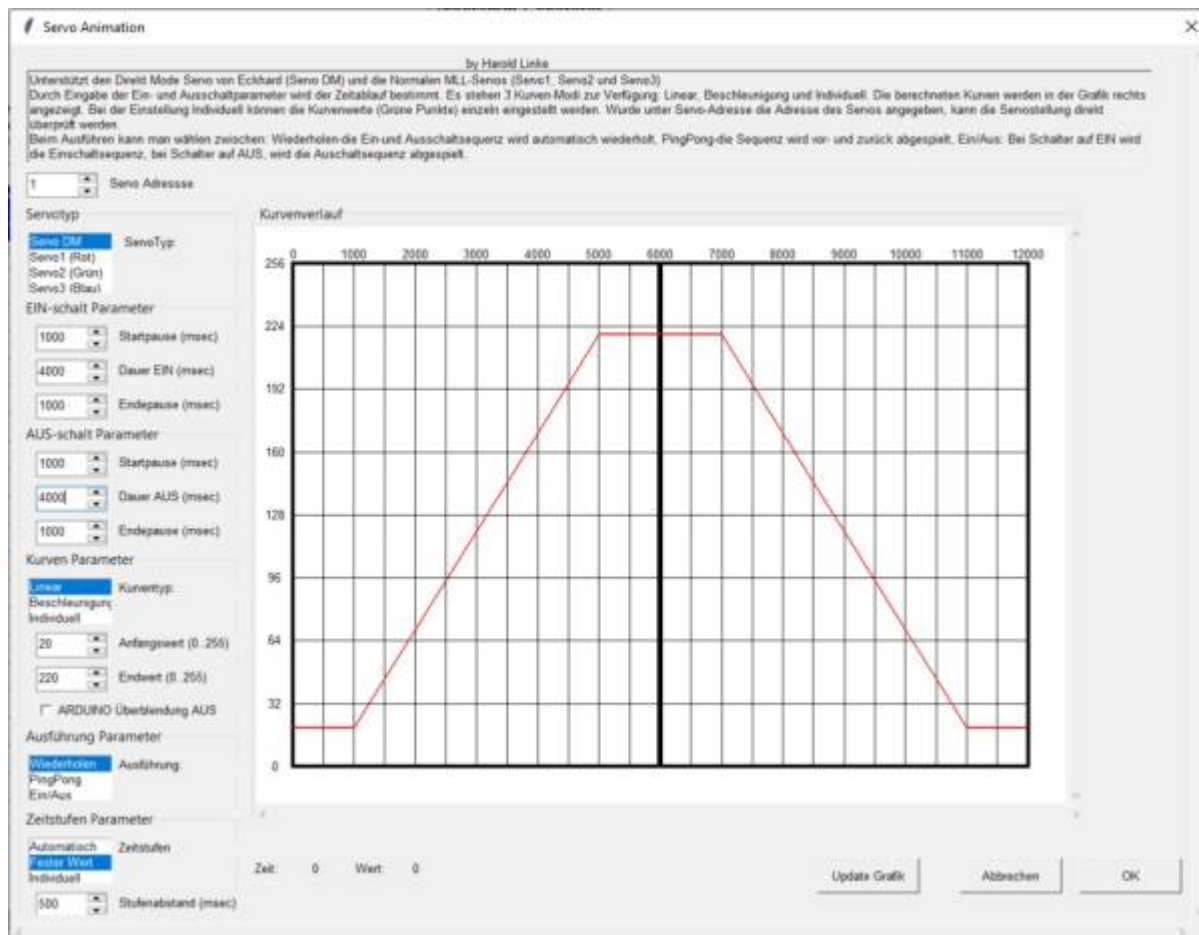 Servo Animation
by Harold Linke
Unterstützt den Direkt Mode Servo von Eckhard (Servo DM) und die Normalen MLL-Servos (Servo1, Servo2 und Servo3)
Durch Eingabe der Ein- und Ausschaltparameter wird der Zeitablauf bestimmt. Es stehen 3 Kurven-Modi zur Verfügung: Linear, Beschleunigung und Individuell. Die berechneten Kurven werden in der Grafik rechts
angezeigt. Bei der Einstellung Individuell können die Kurvenwerte (Grüne Punkte) einzeln eingestellt werden. Wurde unter Servo-Adresse die Adresse des Servos angegeben, kann die Servostellung direkt
überprüft werden.
Beim Ausführen kann man wählen zwischen: Wiederholen-die Ein-und Ausschaltsequenz wird automatisch wiederholt, PingPong-die Sequenz wird vor- und zurück abgespielt, Ein/Aus: Bei Schalter auf EIN wird
die Einschaltsequenz, bei Schalter auf AUS, wird die Auschaltsequenz abgespielt.
1 Servo Adressse
Servotyp
Servo DM ServoTyp:
Servo1 (Rot)
Servo2 (Grün)
Servo3 (Blau)
EIN-schalt Parameter
1000 Startpause (msec)
4000 Dauer EIN (msec)
1000 Endepause (msec)
AUS-schalt Parameter
1000 Startpause (msec)
4000 Dauer AUS (msec)
1000 Endepause (msec)
Kurven Parameter
Linear Kurventyp:
Beschleunigung
Individuell
20 Anfangswert (0..255)
220 Endwert (0..255)
ARDUINO Überblendung AUS
Ausführung Parameter
Wiederholen Ausführung:
PingPong
Ein/Aus
Zeitstufen Parameter
Automatisch Zeitstufen
Fester Wert
Individuell
500 Stufenabstand (msec)
Kurvenverlauf
0 1000 2000 3000 4000 5000 6000 7000 8000 9000 10000 11000 12000
256
224
192
160
128
96
64
32
0
Zeit: 0 Wert: 0
Update Grafik Abbrechen OK